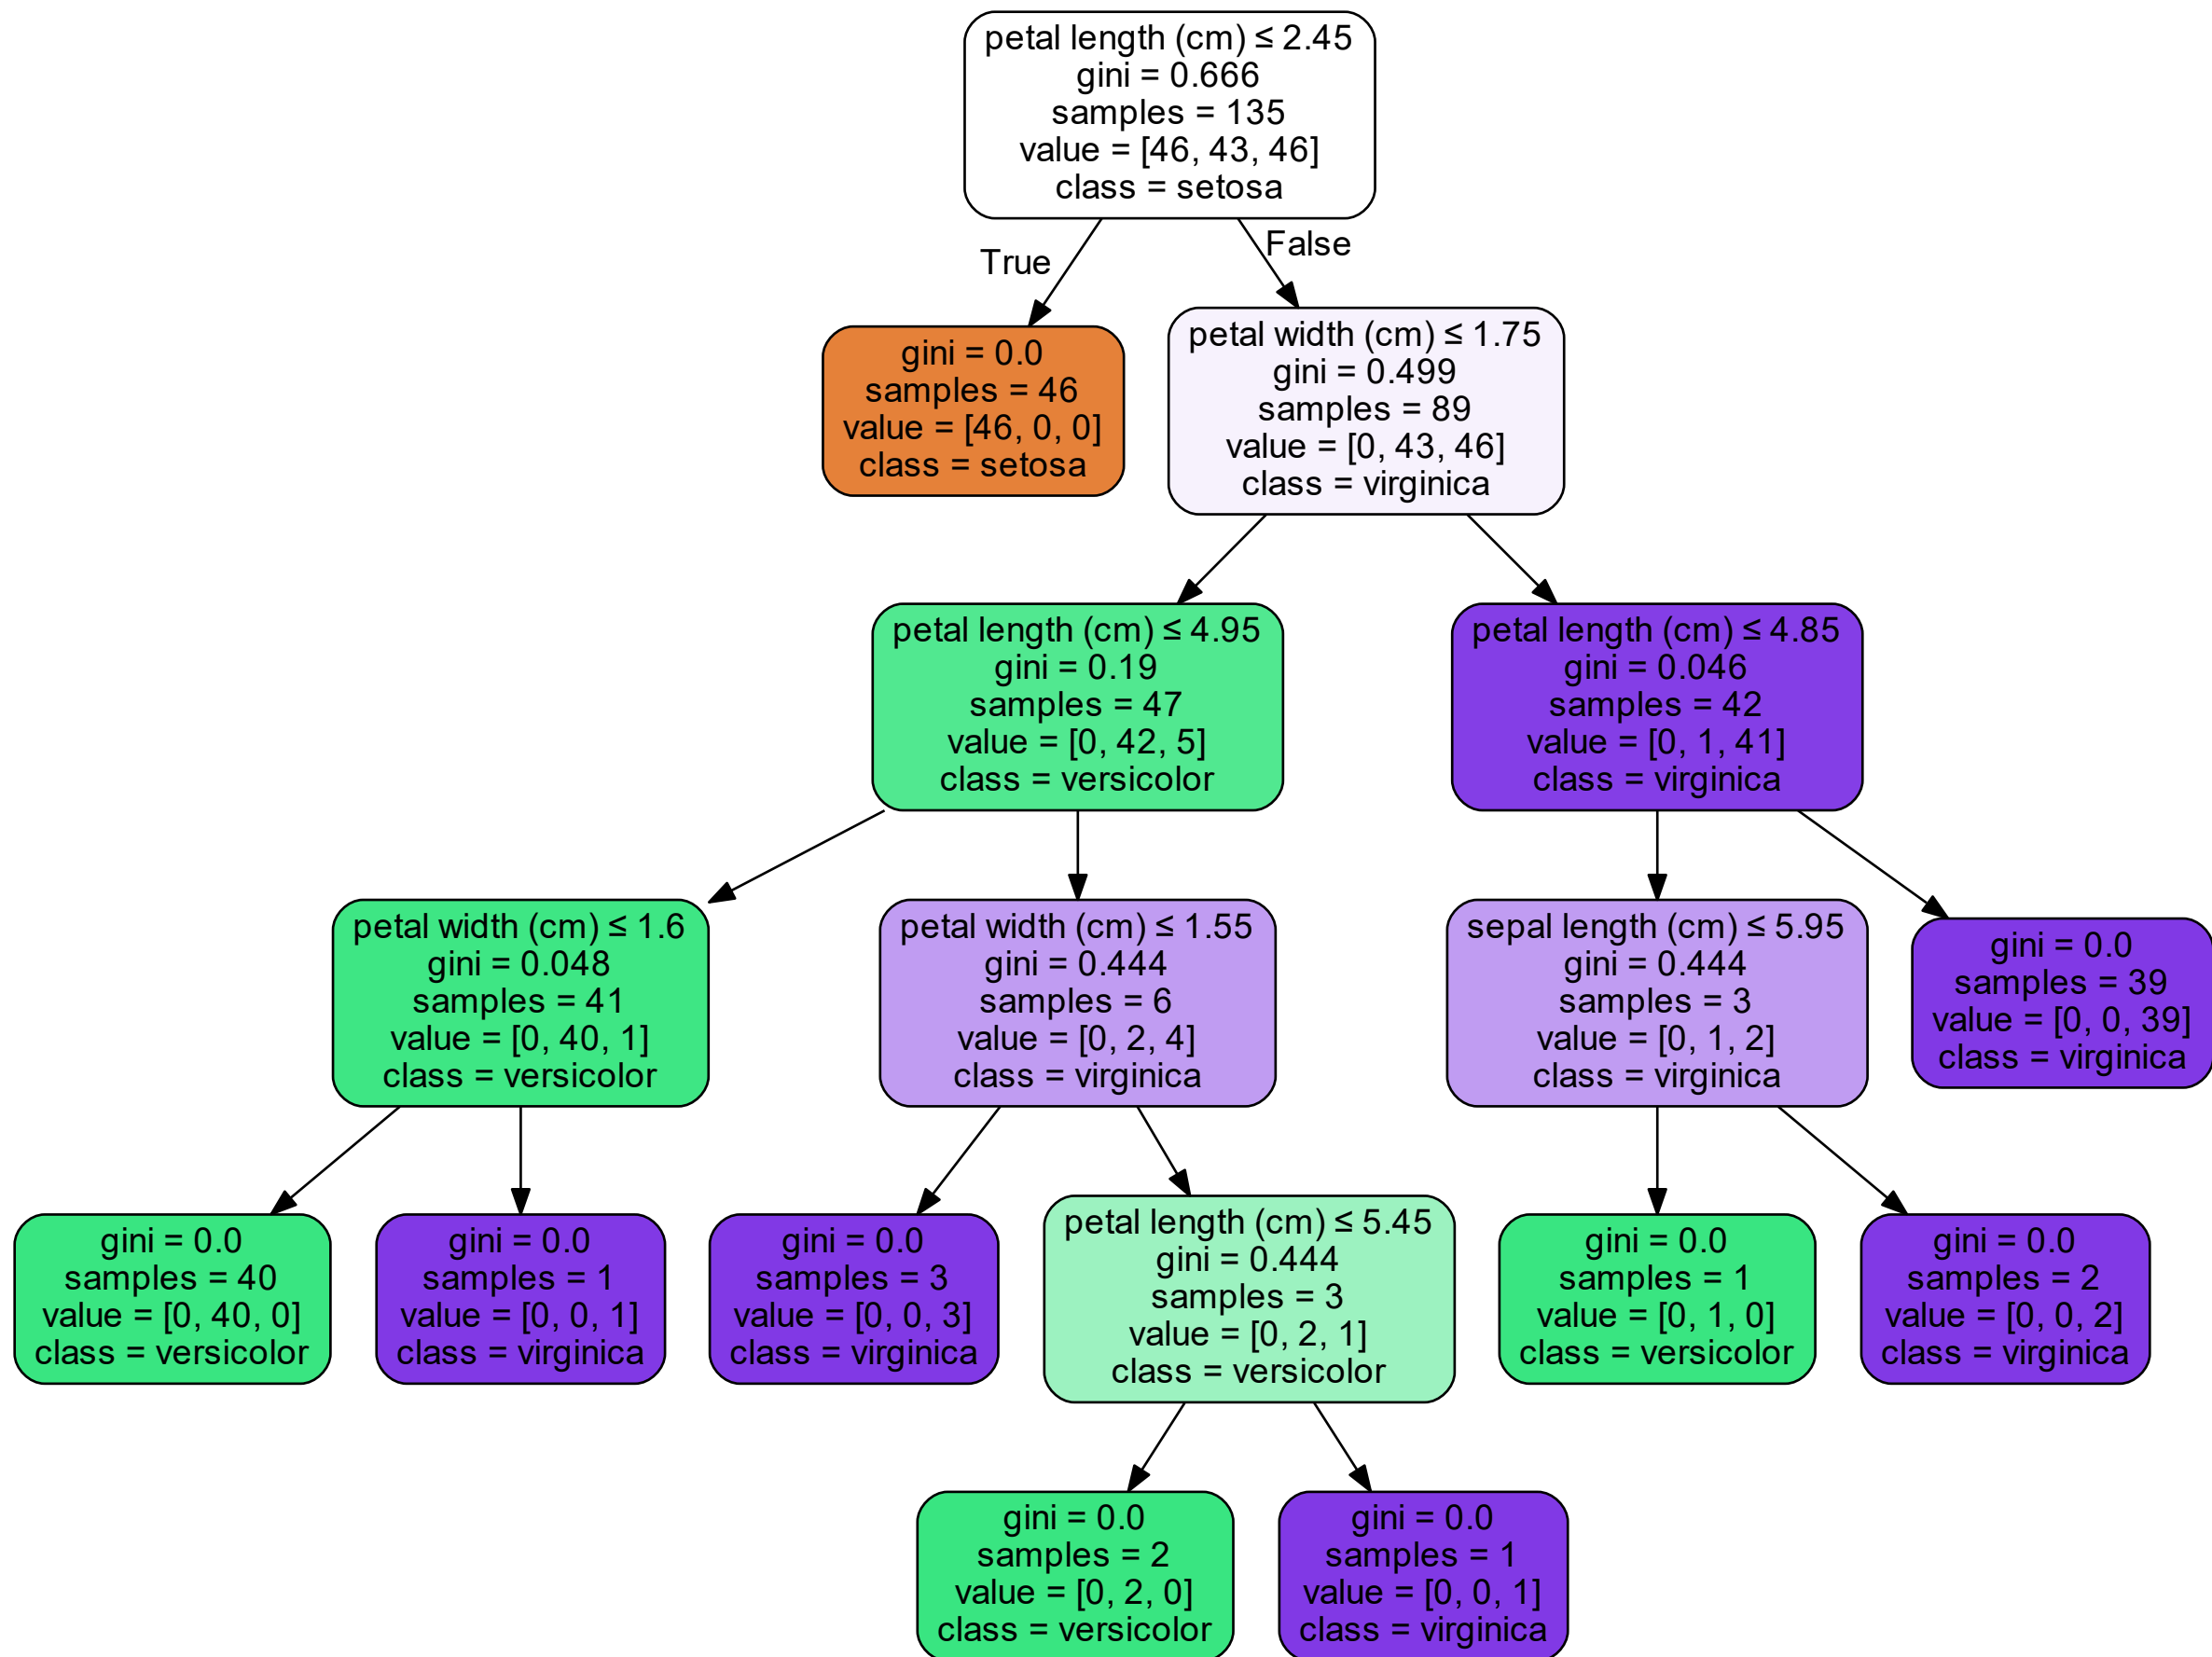 petal length (cm) ≤ 2.45
gini = 0.666
samples = 135
value = [46, 43, 46]
class = setosa
True
False
gini = 0.0
samples = 46
value = [46, 0, 0]
class = setosa
petal width (cm) ≤ 1.75
gini = 0.499
samples = 89
value = [0, 43, 46]
class = virginica
petal length (cm) ≤ 4.95
gini = 0.19
samples = 47
value = [0, 42, 5]
class = versicolor
petal length (cm) ≤ 4.85
gini = 0.046
samples = 42
value = [0, 1, 41]
class = virginica
petal width (cm) ≤ 1.6
gini = 0.048
samples = 41
value = [0, 40, 1]
class = versicolor
petal width (cm) ≤ 1.55
gini = 0.444
samples = 6
value = [0, 2, 4]
class = virginica
sepal length (cm) ≤ 5.95
gini = 0.444
samples = 3
value = [0, 1, 2]
class = virginica
gini = 0.0
samples = 39
value = [0, 0, 39]
class = virginica
gini = 0.0
samples = 40
value = [0, 40, 0]
class = versicolor
gini = 0.0
samples = 1
value = [0, 0, 1]
class = virginica
gini = 0.0
samples = 3
value = [0, 0, 3]
class = virginica
petal length (cm) ≤ 5.45
gini = 0.444
samples = 3
value = [0, 2, 1]
class = versicolor
gini = 0.0
samples = 1
value = [0, 1, 0]
class = versicolor
gini = 0.0
samples = 2
value = [0, 0, 2]
class = virginica
gini = 0.0
samples = 2
value = [0, 2, 0]
class = versicolor
gini = 0.0
samples = 1
value = [0, 0, 1]
class = virginica